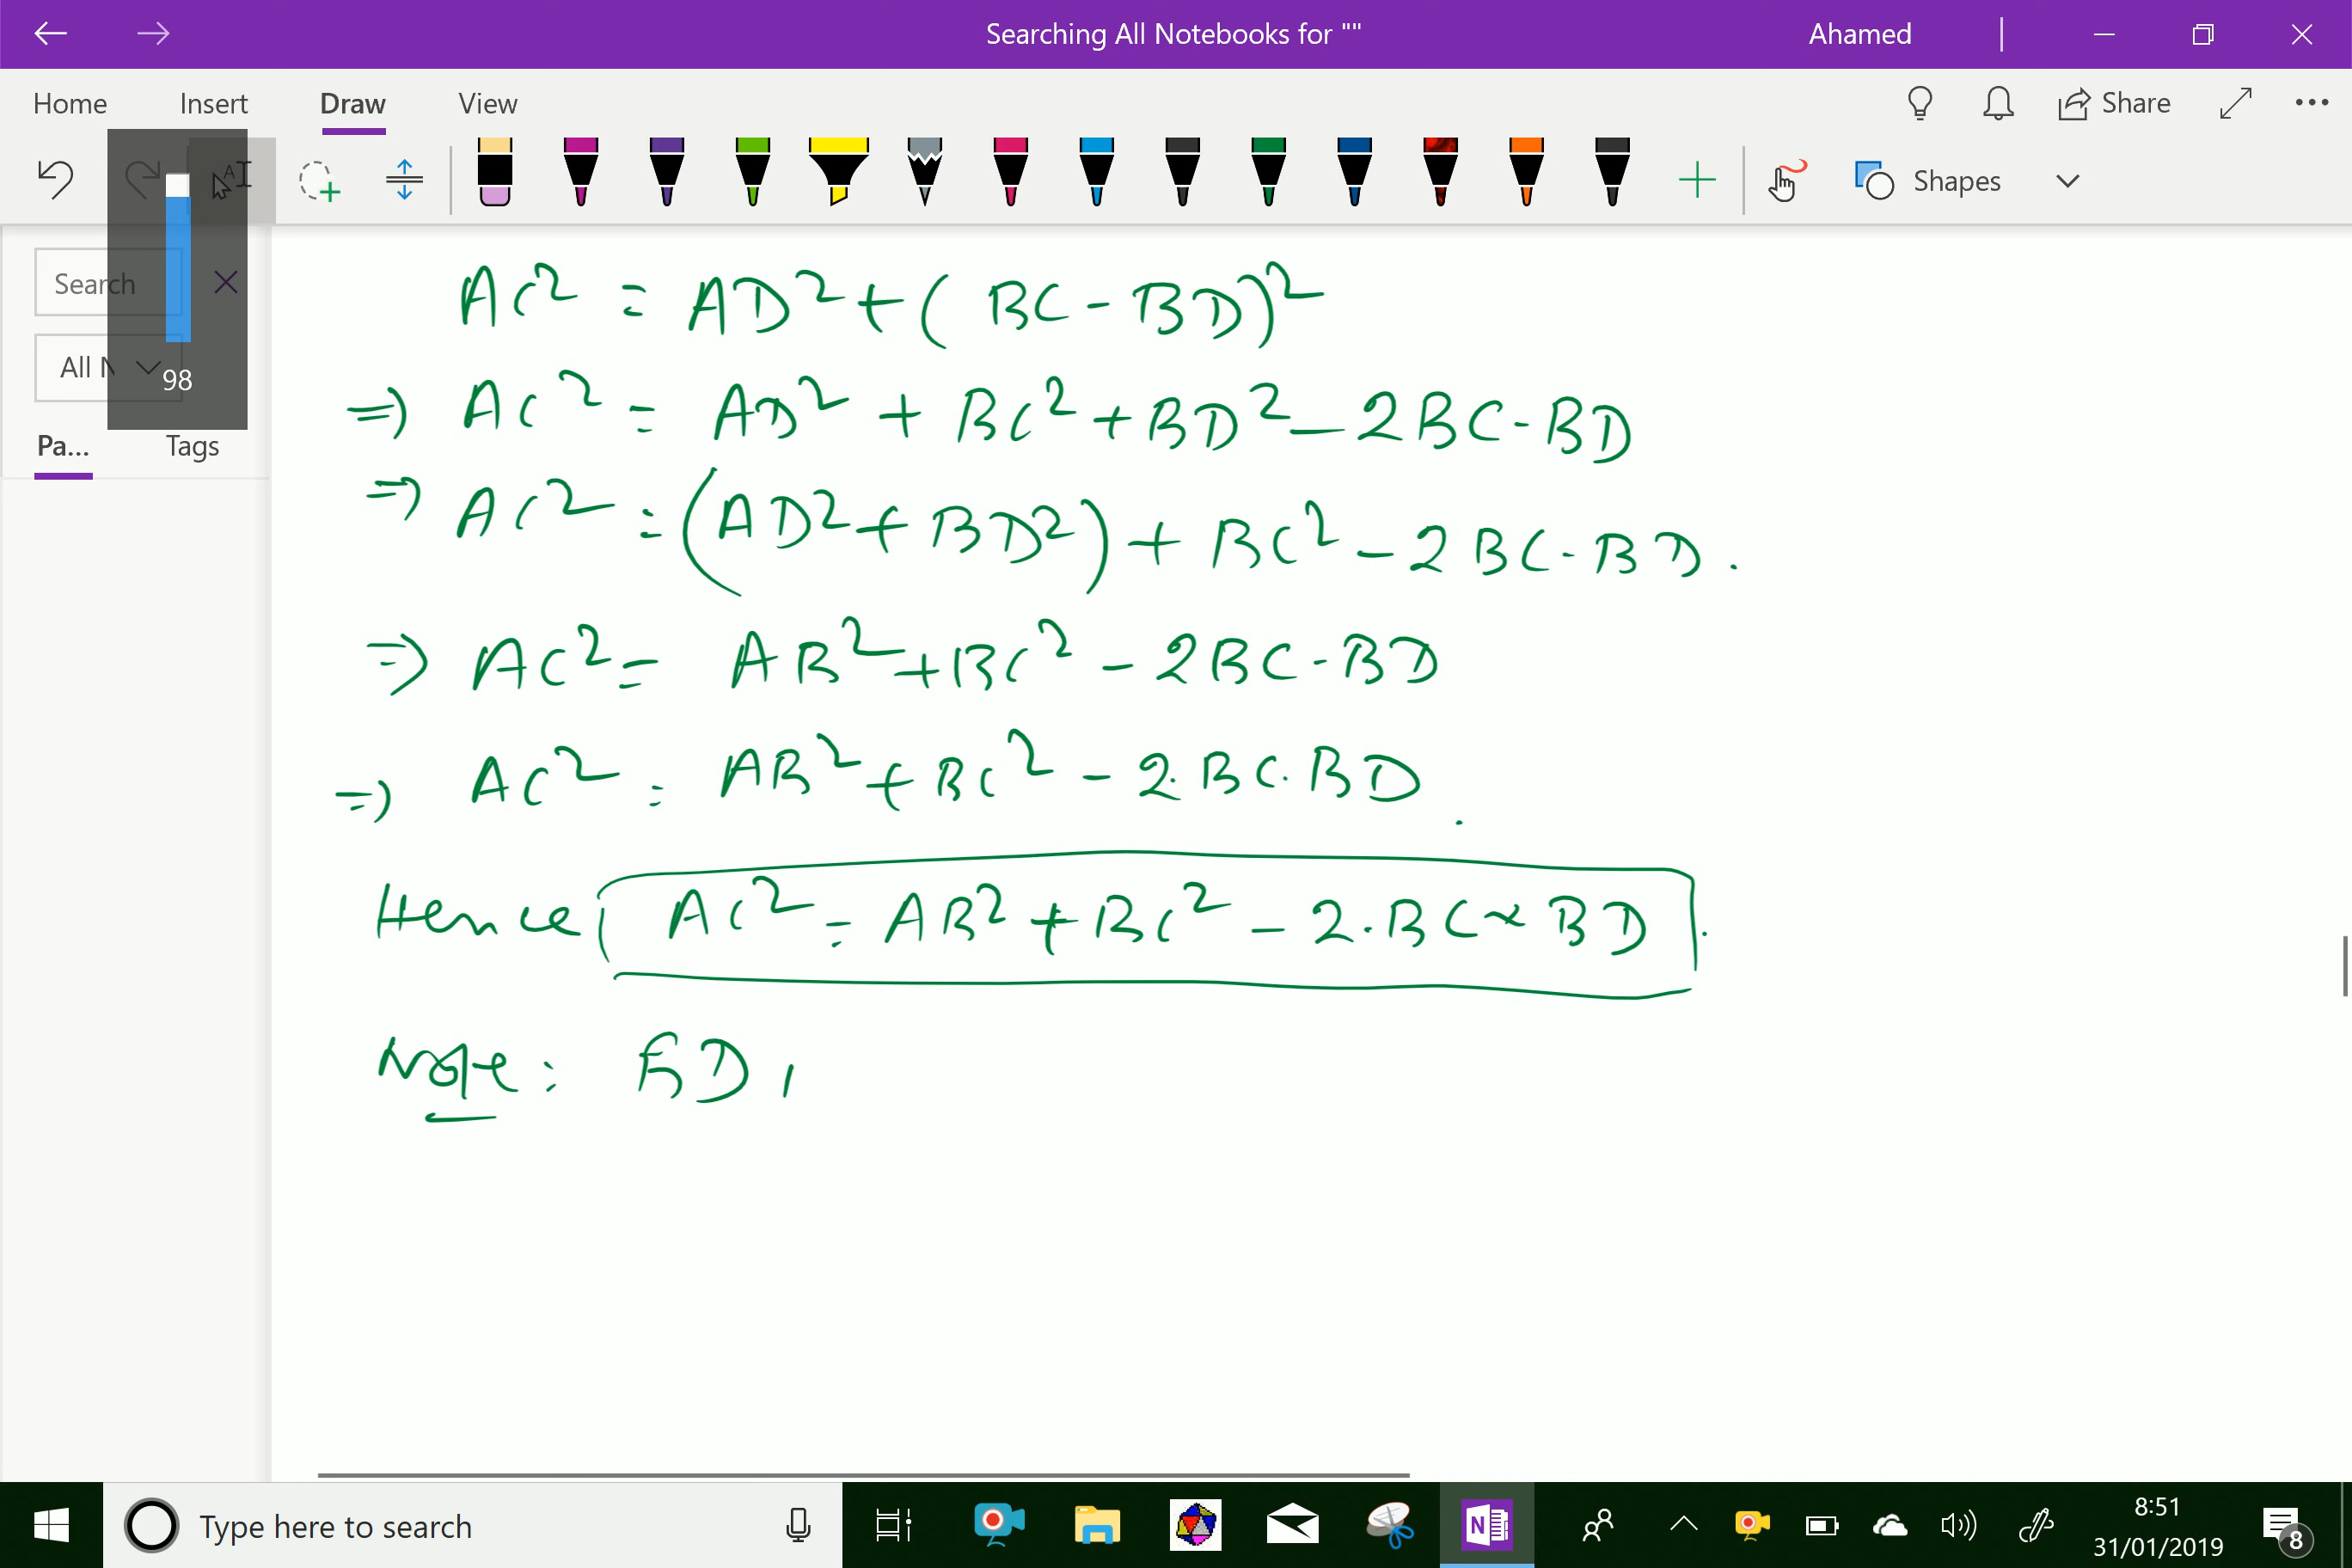 Searching All Notebooks for ""
Ahamed
Home Insert Draw View
Share
Shapes
Search
All N
98
Pa... Tags
AC² = AD² + (BC - BD)²
⇒ AC² = AD² + BC² + BD² - 2BC·BD
⇒ AC² = (AD² + BD²) + BC² - 2BC·BD.
⇒ AC² = AB² + BC² - 2BC·BD
⇒ AC² = AB² + BC² - 2·BC·BD.
Hence AC² = AB² + BC² - 2·BC×BD.
Note: BD,
Type here to search
N
8:51
31/01/2019
8